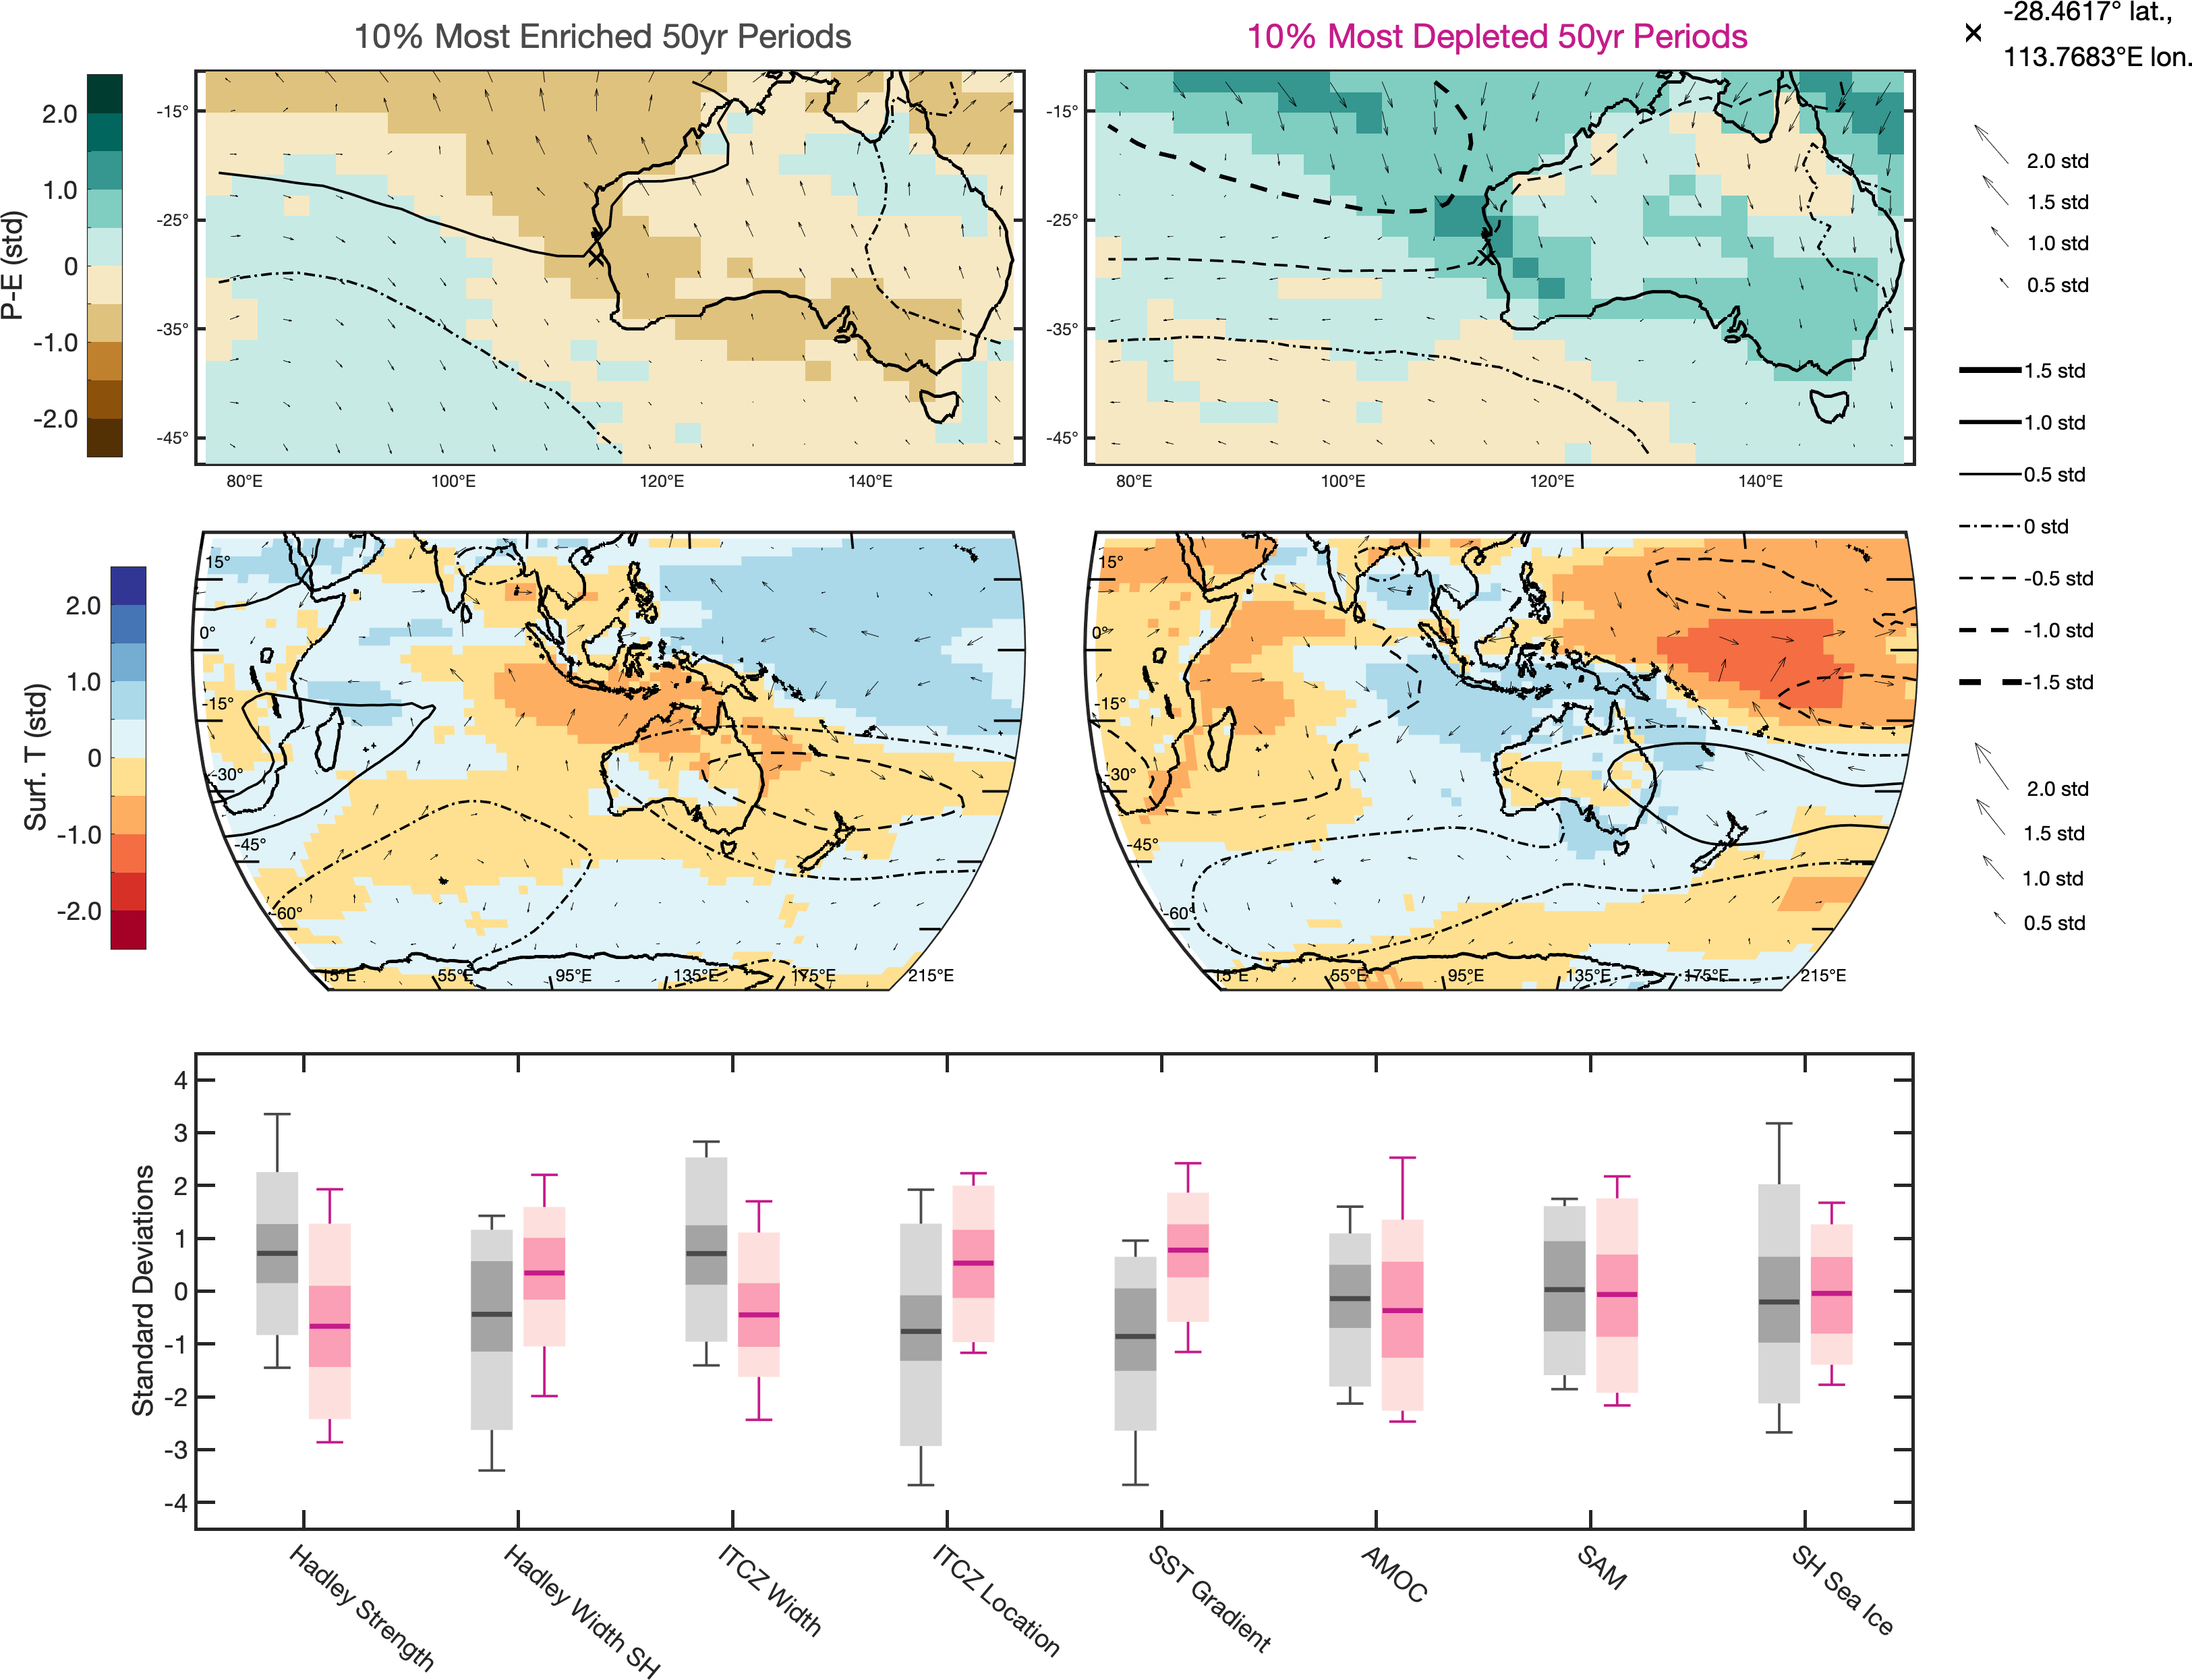 10% Most Enriched 50yr Periods
10% Most Depleted 50yr Periods
× -28.4617° lat.,
113.7683°E lon.
P-E (std)
2.0
1.0
0
-1.0
-2.0
-15°
-25°
-35°
-45°
80°E 100°E 120°E 140°E
-15°
-25°
-35°
-45°
80°E 100°E 120°E 140°E
2.0 std
1.5 std
1.0 std
0.5 std
1.5 std
1.0 std
0.5 std
0 std
-0.5 std
-1.0 std
-1.5 std
Surf. T (std)
2.0
1.0
0
-1.0
-2.0
15°
0°
-15°
-30°
-45°
-60°
15°E 55°E 95°E 135°E 175°E 215°E
15°
0°
-15°
-30°
-45°
-60°
15°E 55°E 95°E 135°E 175°E 215°E
2.0 std
1.5 std
1.0 std
0.5 std
Standard Deviations
4
3
2
1
0
-1
-2
-3
-4
Hadley Strength
Hadley Width SH
ITCZ Width
ITCZ Location
SST Gradient
AMOC
SAM
SH Sea Ice